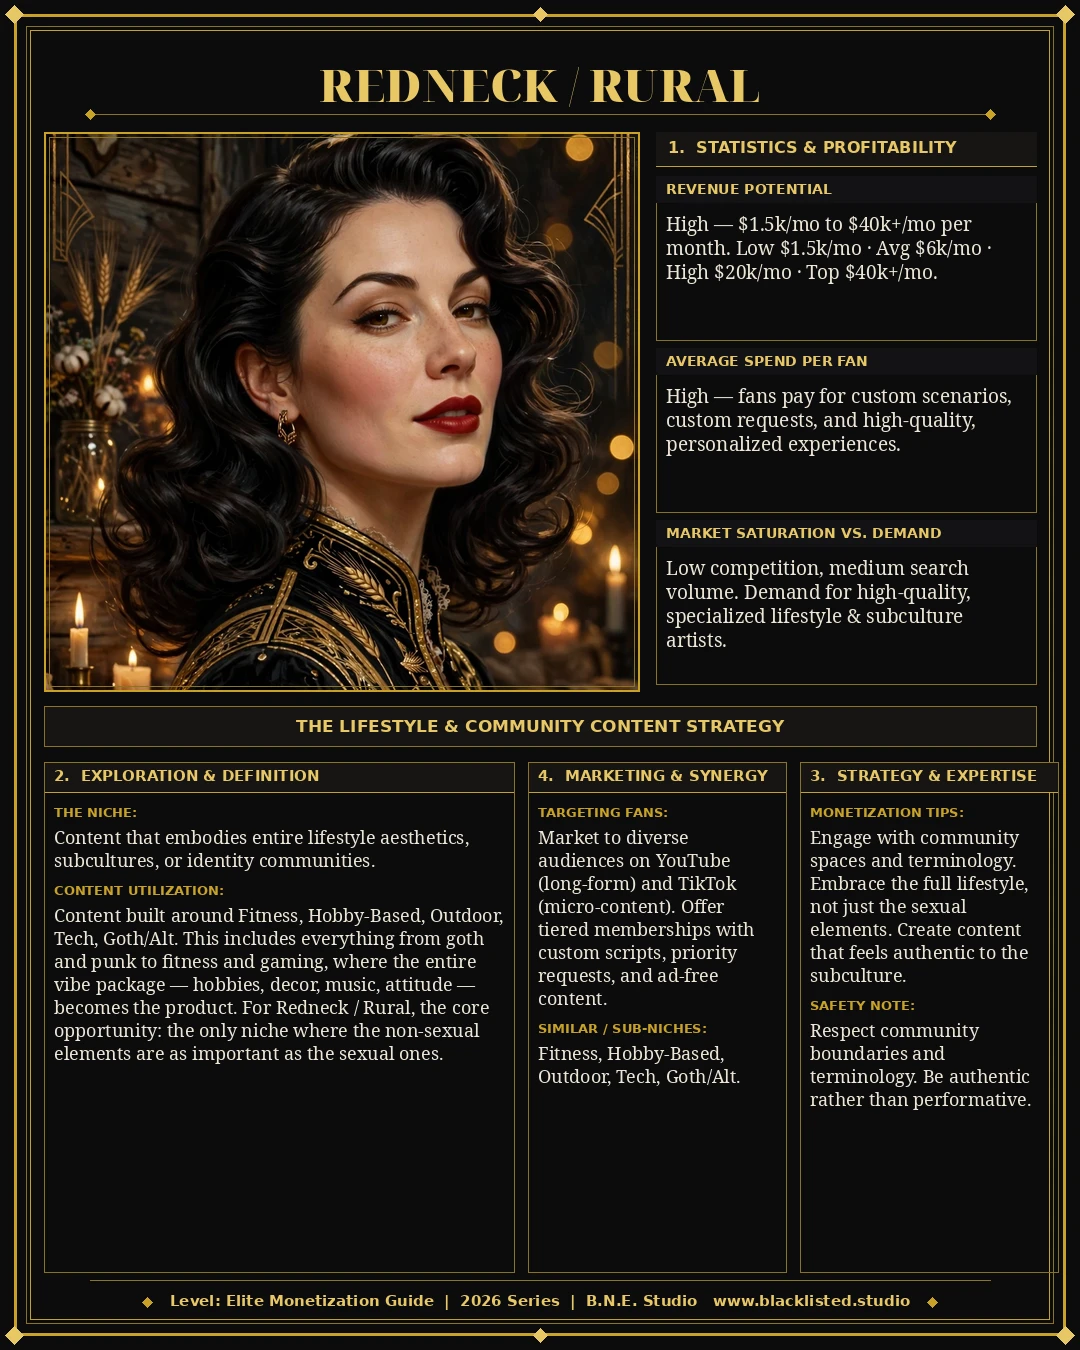 REDNECK / RURAL
1. STATISTICS & PROFITABILITY
REVENUE POTENTIAL
High — $1.5k/mo to $40k+/mo per
month. Low $1.5k/mo · Avg $6k/mo ·
High $20k/mo · Top $40k+/mo.
AVERAGE SPEND PER FAN
High — fans pay for custom scenarios,
custom requests, and high-quality,
personalized experiences.
MARKET SATURATION VS. DEMAND
Low competition, medium search
volume. Demand for high-quality,
specialized lifestyle & subculture
artists.
THE LIFESTYLE & COMMUNITY CONTENT STRATEGY
2. EXPLORATION & DEFINITION
THE NICHE:
Content that embodies entire lifestyle aesthetics,
subcultures, or identity communities.
CONTENT UTILIZATION:
Content built around Fitness, Hobby-Based, Outdoor,
Tech, Goth/Alt. This includes everything from goth
and punk to fitness and gaming, where the entire
vibe package — hobbies, decor, music, attitude —
becomes the product. For Redneck / Rural, the core
opportunity: the only niche where the non-sexual
elements are as important as the sexual ones.
4. MARKETING & SYNERGY
TARGETING FANS:
Market to diverse
audiences on YouTube
(long-form) and TikTok
(micro-content). Offer
tiered memberships with
custom scripts, priority
requests, and ad-free
content.
SIMILAR / SUB-NICHES:
Fitness, Hobby-Based,
Outdoor, Tech, Goth/Alt.
3. STRATEGY & EXPERTISE
MONETIZATION TIPS:
Engage with community
spaces and terminology.
Embrace the full lifestyle,
not just the sexual
elements. Create content
that feels authentic to the
subculture.
SAFETY NOTE:
Respect community
boundaries and
terminology. Be authentic
rather than performative.
Level: Elite Monetization Guide | 2026 Series | B.N.E. Studio www.blacklisted.studio